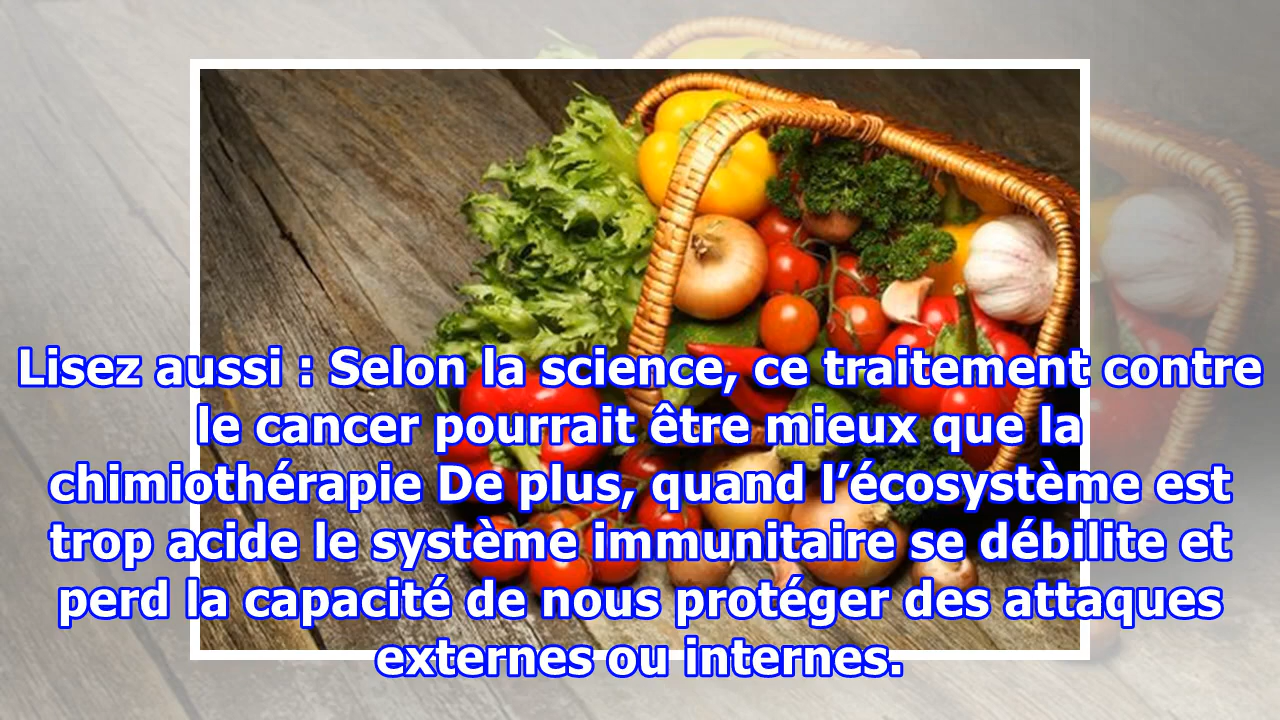 Lisez aussi : Selon la science, ce traitement contre
le cancer pourrait être mieux que la
chimiothérapie De plus, quand l’écosystème est
trop acide le système immunitaire se débilite et
perd la capacité de nous protéger des attaques
externes ou internes.